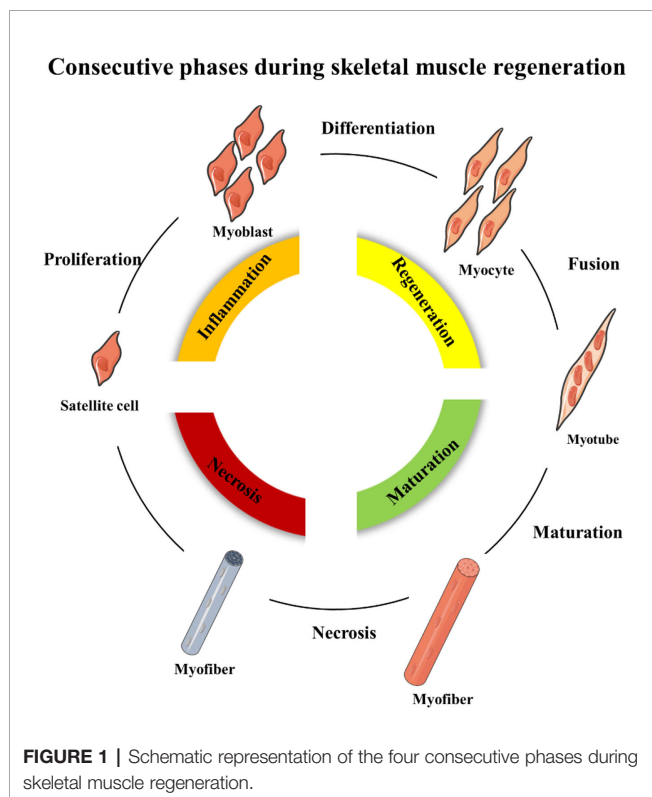 Consecutive phases during skeletal muscle regeneration
Differentiation
Myoblast
Myocyte
Proliferation
Fusion
Inflammation
Regeneration
Satellite cell
Myotube
Necrosis
Maturation
Maturation
Necrosis
Myofiber
Myofiber
FIGURE 1 | Schematic representation of the four consecutive phases during
skeletal muscle regeneration.